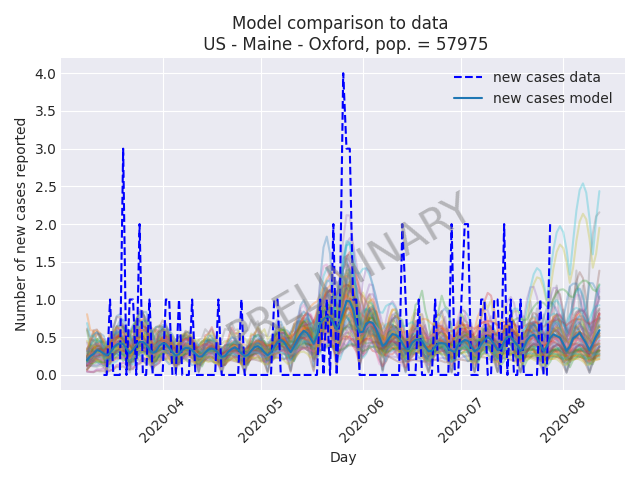 Model comparison to data
US - Maine - Oxford, pop. = 57975
new cases data
new cases model
PRELIMINARY
Number of new cases reported
4.0
3.5
3.0
2.5
2.0
1.5
1.0
0.5
0.0
2020-04
2020-05
2020-06
2020-07
2020-08
Day